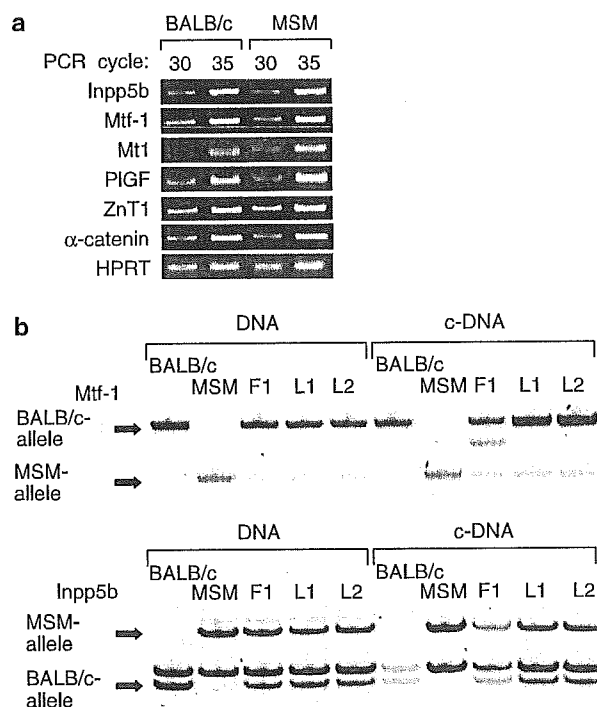 a
BALB/c MSM
PCR cycle: 30 35 30 35
Inpp5b
Mtf-1
Mt1
PlGF
ZnT1
α-catenin
HPRT
b
DNA c-DNA
BALB/c BALB/c
Mtf-1 MSM F1 L1 L2 MSM F1 L1 L2
BALB/c-
allele
MSM-
allele
DNA c-DNA
BALB/c BALB/c
Inpp5b MSM F1 L1 L2 MSM F1 L1 L2
MSM-
allele
BALB/c-
allele